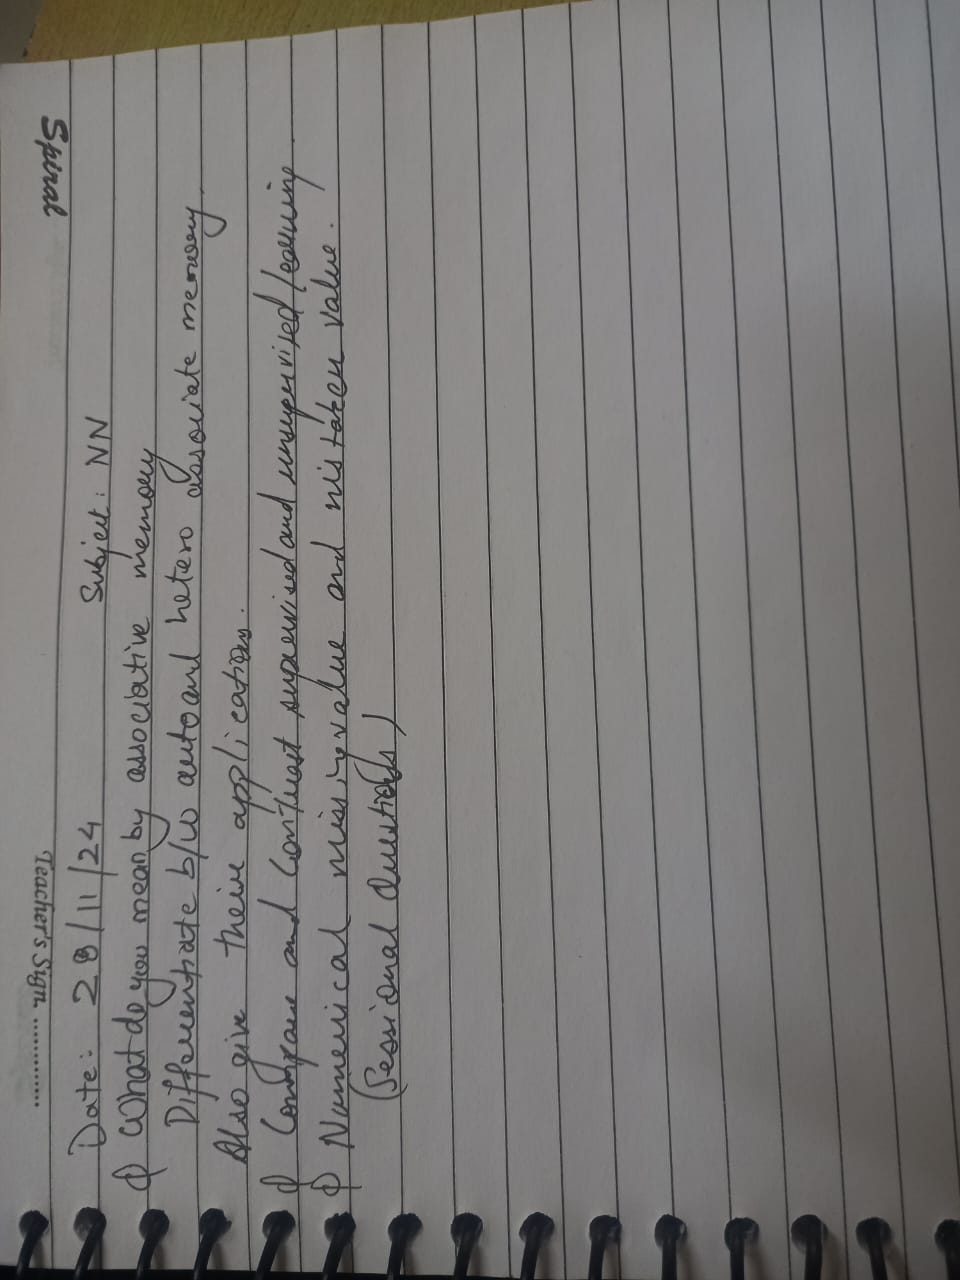 Teacher's Sign ............. Spiral
Date: 28/11/24 Subject: NN
Q What do you mean by associative memory
Differentiate b/w auto and hetero associate memory.
Also give their applications.
Q Compare and Contrast supervised and unsupervised learning.
Q Numerical missing value and mistaken value.
(Sessional Questions)